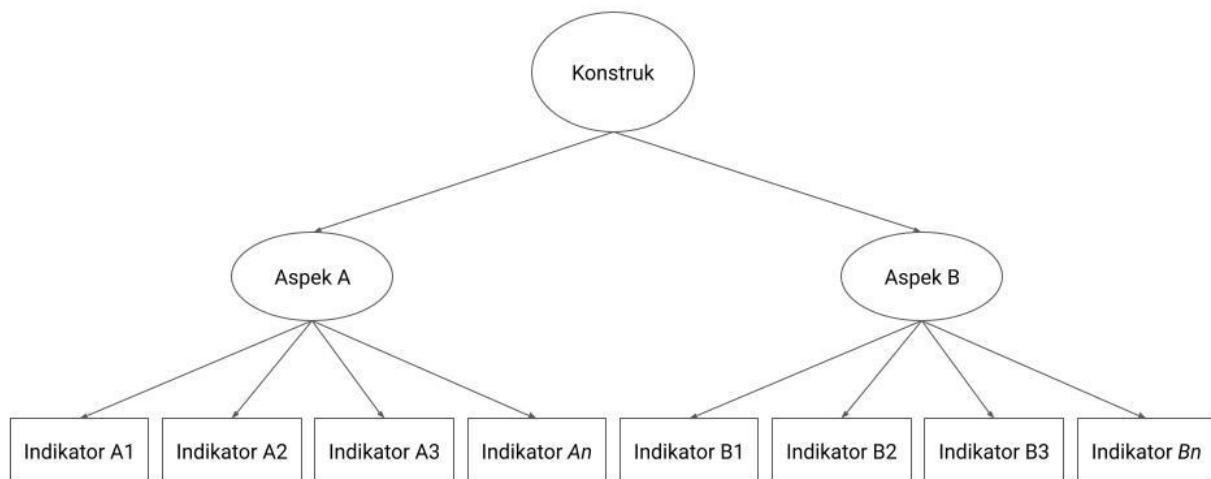 Konstruk
Aspek A
Aspek B
Indikator A1
Indikator A2
Indikator A3
Indikator An
Indikator B1
Indikator B2
Indikator B3
Indikator Bn